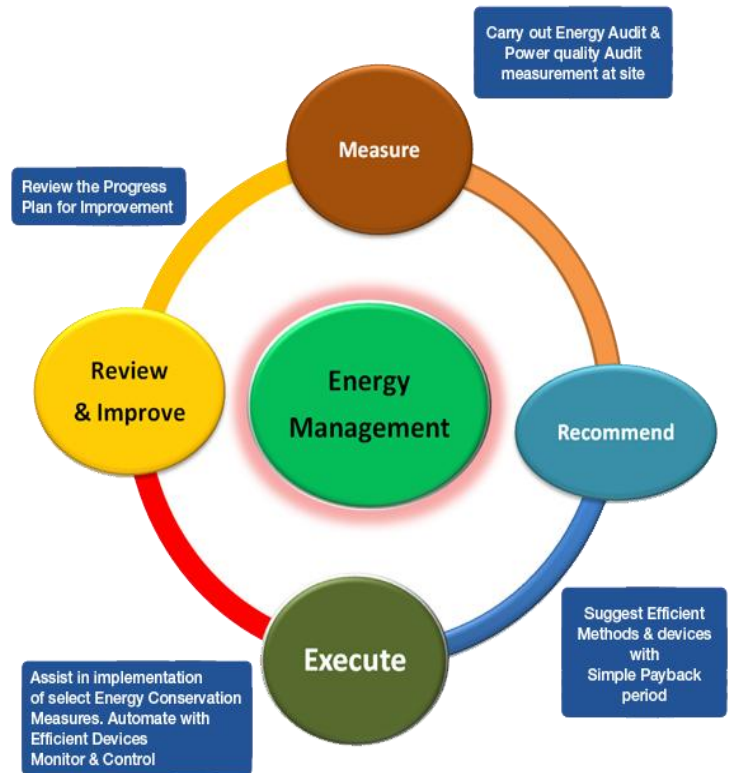 Carry out Energy Audit &
Power quality Audit
measurement at site
Measure
Review the Progress
Plan for Improvement
Review
& Improve
Energy
Management
Recommend
Execute
Suggest Efficient
Methods & devices
with
Simple Payback
period
Assist in implementation
of select Energy Conservation
Measures. Automate with
Efficient Devices
Monitor & Control